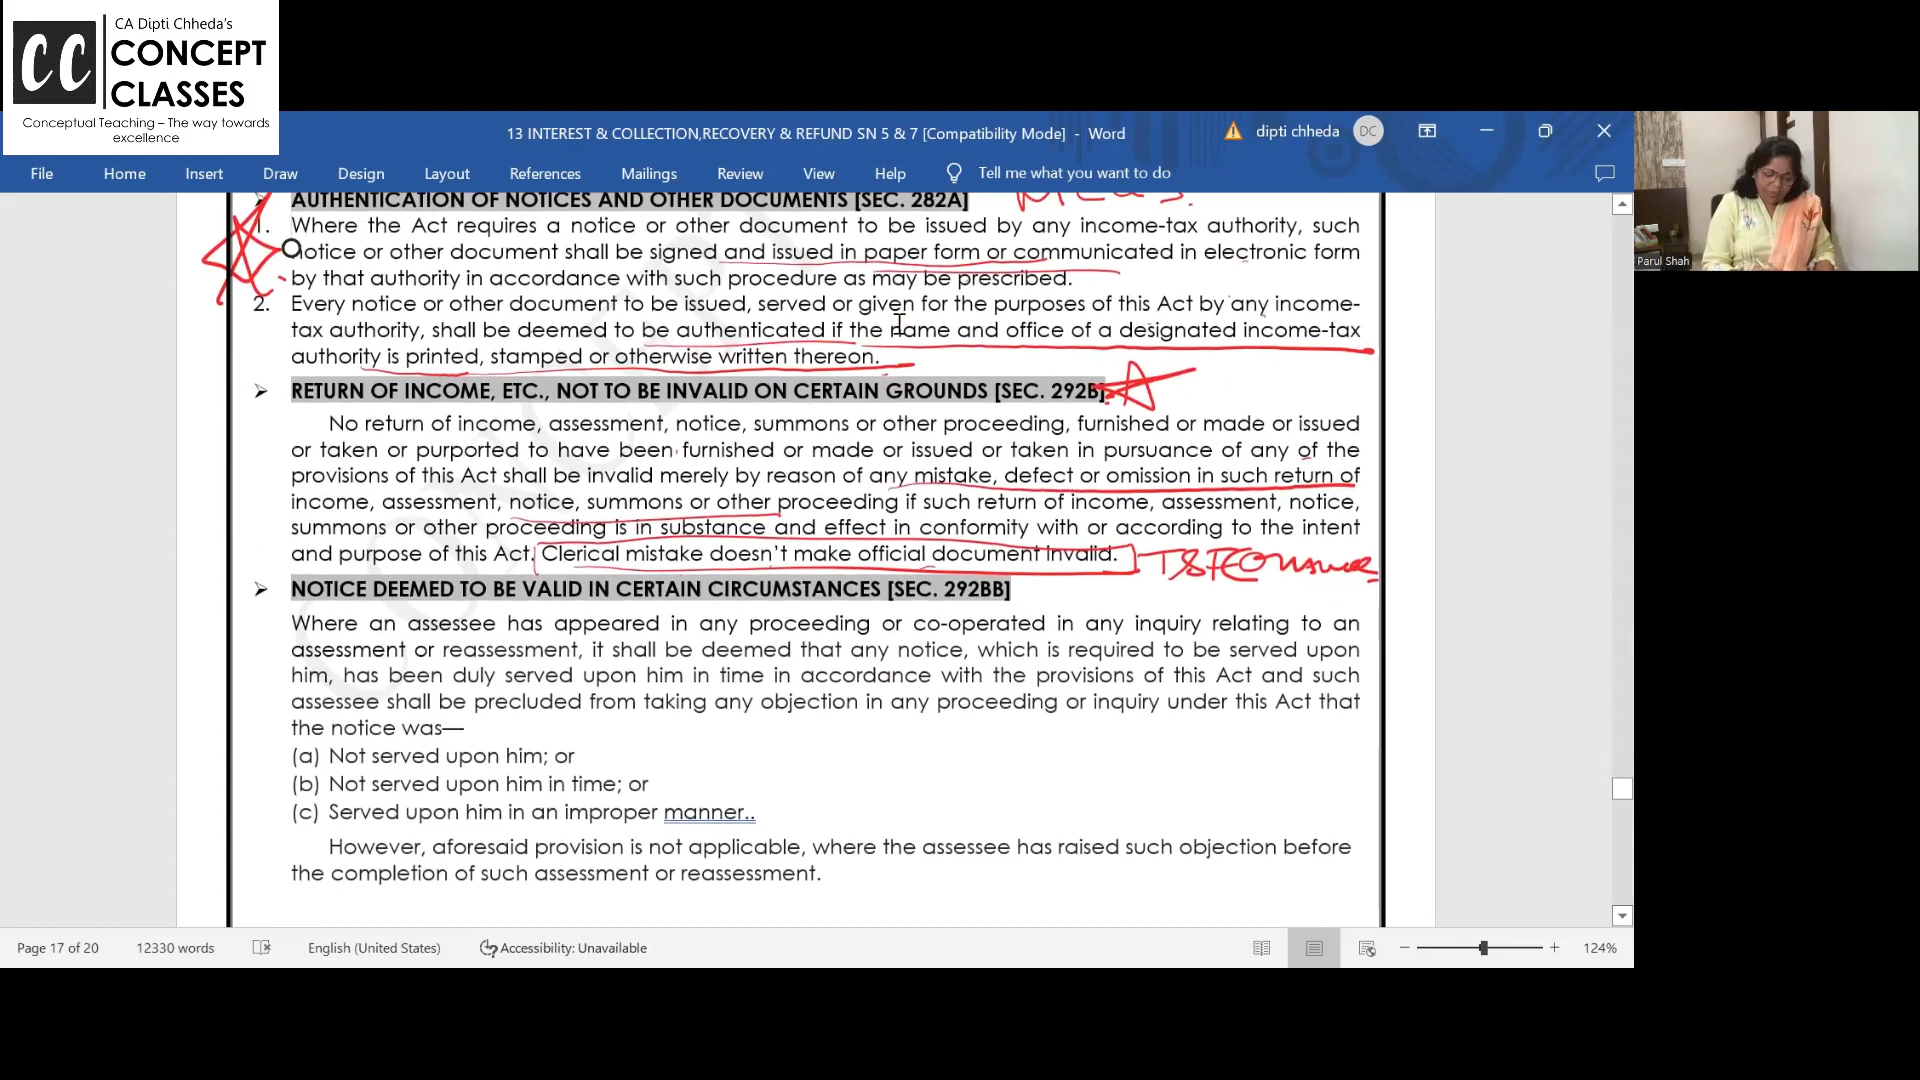 CA Dipti Chheda's
CC CONCEPT
CLASSES
Conceptual Teaching – The way towards
excellence
13 INTEREST & COLLECTION,RECOVERY & REFUND SN 5 & 7 [Compatibility Mode] - Word
dipti chheda DC
File Home Insert Draw Design Layout References Mailings Review View Help Tell me what you want to do
Parul Shah
AUTHENTICATION OF NOTICES AND OTHER DOCUMENTS [SEC. 282A]
1. Where the Act requires a notice or other document to be issued by any income-tax authority, such
notice or other document shall be signed and issued in paper form or communicated in electronic form
by that authority in accordance with such procedure as may be prescribed.
2. Every notice or other document to be issued, served or given for the purposes of this Act by any income-
tax authority, shall be deemed to be authenticated if the name and office of a designated income-tax
authority is printed, stamped or otherwise written thereon.
RETURN OF INCOME, ETC., NOT TO BE INVALID ON CERTAIN GROUNDS [SEC. 292B]
No return of income, assessment, notice, summons or other proceeding, furnished or made or issued
or taken or purported to have been furnished or made or issued or taken in pursuance of any of the
provisions of this Act shall be invalid merely by reason of any mistake, defect or omission in such return of
income, assessment, notice, summons or other proceeding if such return of income, assessment, notice,
summons or other proceeding is in substance and effect in conformity with or according to the intent
and purpose of this Act. Clerical mistake doesn't make official document invalid.
NOTICE DEEMED TO BE VALID IN CERTAIN CIRCUMSTANCES [SEC. 292BB]
Where an assessee has appeared in any proceeding or co-operated in any inquiry relating to an
assessment or reassessment, it shall be deemed that any notice, which is required to be served upon
him, has been duly served upon him in time in accordance with the provisions of this Act and such
assessee shall be precluded from taking any objection in any proceeding or inquiry under this Act that
the notice was—
(a) Not served upon him; or
(b) Not served upon him in time; or
(c) Served upon him in an improper manner..
However, aforesaid provision is not applicable, where the assessee has raised such objection before
the completion of such assessment or reassessment.
Page 17 of 20 12330 words English (United States) Accessibility: Unavailable 124%